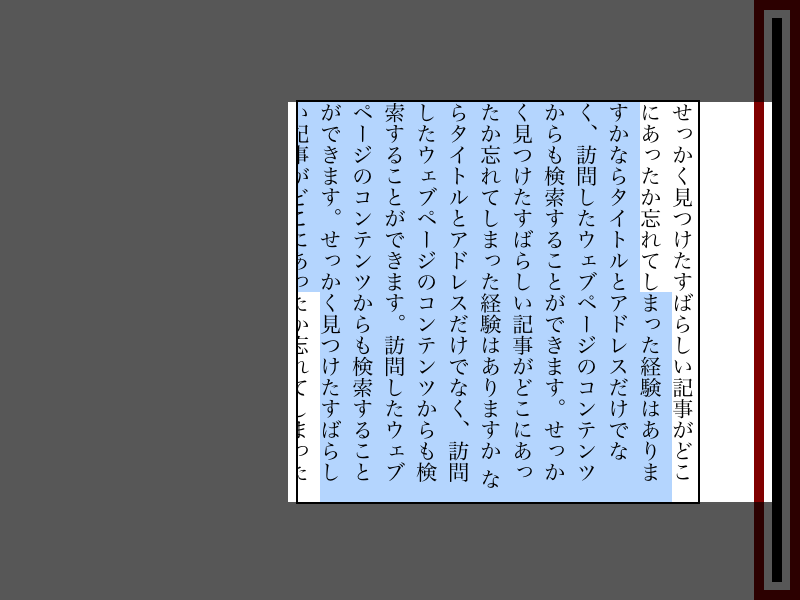 せっかく見つけたすばらしい記事がどこ
にあったか忘れてしまった経験はありま
すかならタイトルとアドレスだけでな
く、訪問したウェブページのコンテンツ
からも検索することができます。せっか
く見つけたすばらしい記事がどこにあっ
たか忘れてしまった経験はありますか な
らタイトルとアドレスだけでなく、訪問
したウェブページのコンテンツからも検
索することができます。訪問したウェブ
ページのコンテンツからも検索すること
ができます。せっかく見つけたすばらし
い記事がどこにあったか忘れてしまった